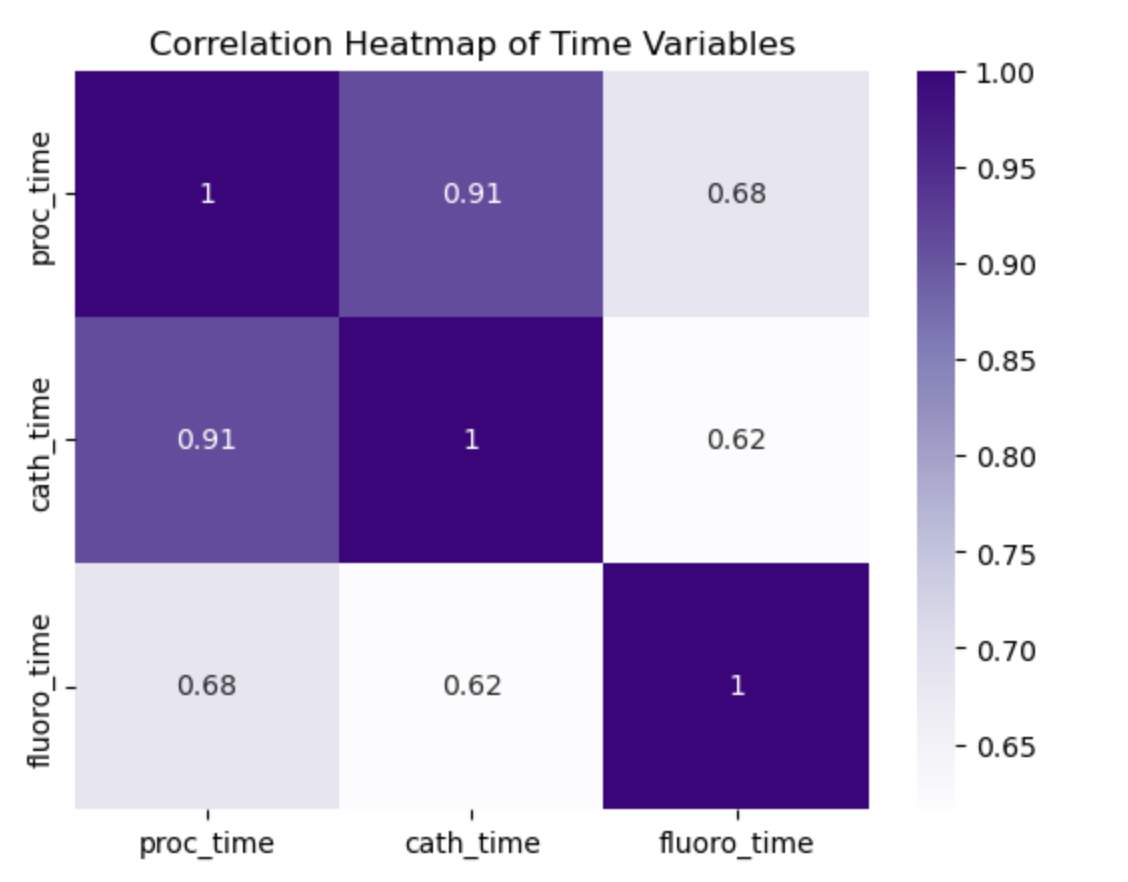 Correlation Heatmap of Time Variables
proc_time
1
0.91
0.68
cath_time
0.91
1
0.62
fluoro_time
0.68
0.62
1
proc_time
cath_time
fluoro_time
1.00
0.95
0.90
0.85
0.80
0.75
0.70
0.65